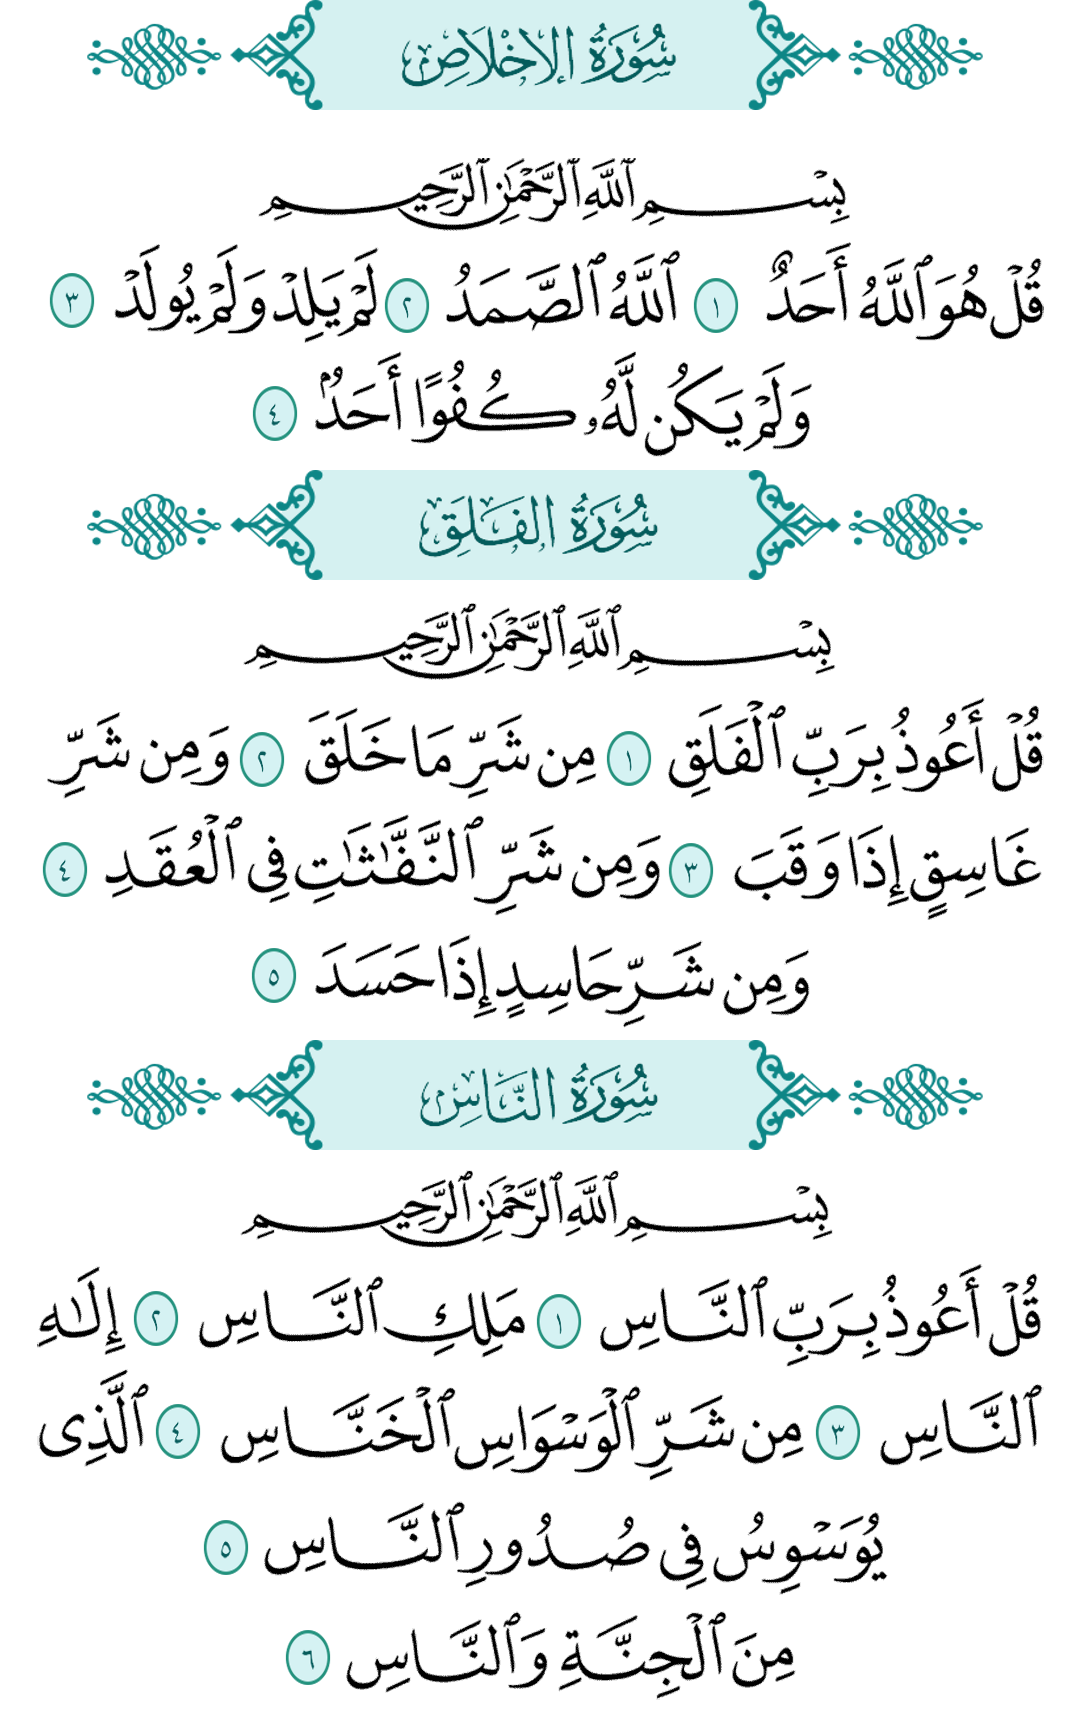 سُورَةُ الإِخْلَاصِ
بِسْمِ ٱللَّهِ ٱلرَّحْمَٰنِ ٱلرَّحِيمِ
قُلْ هُوَ ٱللَّهُ أَحَدٌ ١ ٱللَّهُ ٱلصَّمَدُ ٢ لَمْ يَلِدْ وَلَمْ يُولَدْ ٣
وَلَمْ يَكُن لَّهُۥ كُفُوًا أَحَدٌۢ ٤
سُورَةُ الفَلَقِ
بِسْمِ ٱللَّهِ ٱلرَّحْمَٰنِ ٱلرَّحِيمِ
قُلْ أَعُوذُ بِرَبِّ ٱلْفَلَقِ ١ مِن شَرِّ مَا خَلَقَ ٢ وَمِن شَرِّ
غَاسِقٍ إِذَا وَقَبَ ٣ وَمِن شَرِّ ٱلنَّفَّٰثَٰتِ فِى ٱلْعُقَدِ ٤
وَمِن شَرِّ حَاسِدٍ إِذَا حَسَدَ ٥
سُورَةُ النَّاسِ
بِسْمِ ٱللَّهِ ٱلرَّحْمَٰنِ ٱلرَّحِيمِ
قُلْ أَعُوذُ بِرَبِّ ٱلنَّاسِ ١ مَلِكِ ٱلنَّاسِ ٢ إِلَٰهِ
ٱلنَّاسِ ٣ مِن شَرِّ ٱلْوَسْوَاسِ ٱلْخَنَّاسِ ٤ ٱلَّذِى
يُوَسْوِسُ فِى صُدُورِ ٱلنَّاسِ ٥
مِنَ ٱلْجِنَّةِ وَٱلنَّاسِ ٦